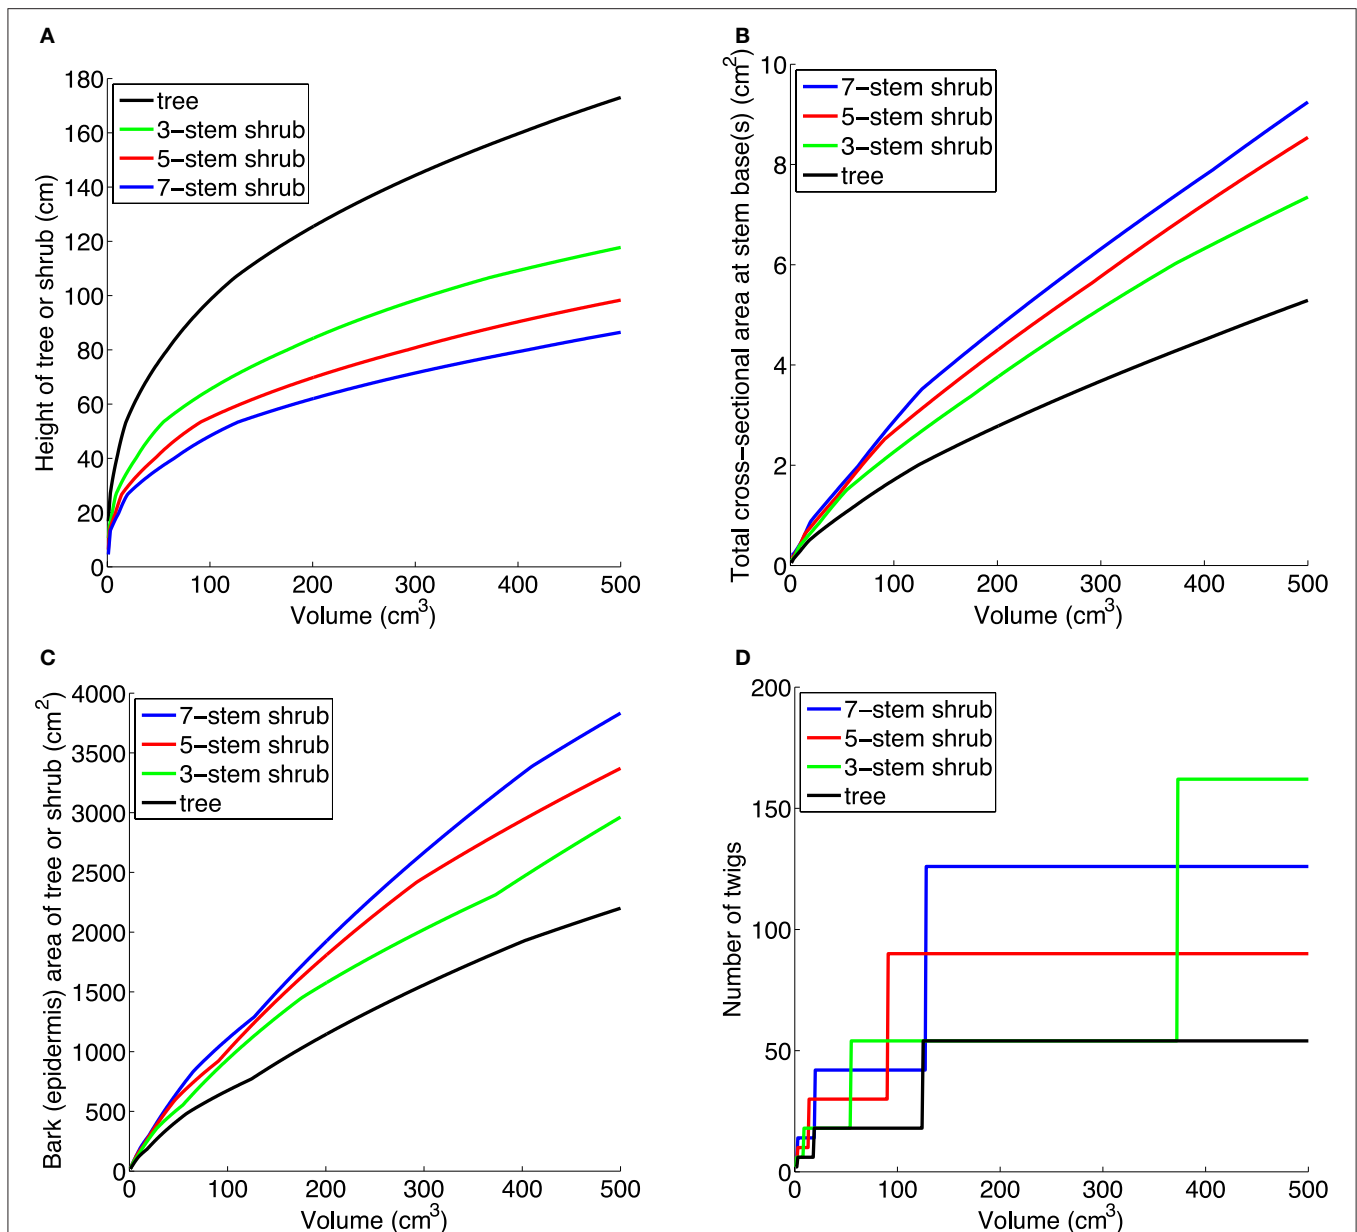 A
Height of tree or shrub (cm)
180
160
140
120
100
80
60
40
20
0
tree
3−stem shrub
5−stem shrub
7−stem shrub
0 100 200 300 400 500
Volume (cm³)
B
Total cross−sectional area at stem base(s) (cm²)
10
8
6
4
2
0
7−stem shrub
5−stem shrub
3−stem shrub
tree
0 100 200 300 400 500
Volume (cm³)
C
Bark (epidermis) area of tree or shrub (cm²)
4000
3500
3000
2500
2000
1500
1000
500
0
7−stem shrub
5−stem shrub
3−stem shrub
tree
0 100 200 300 400 500
Volume (cm³)
D
Number of twigs
200
150
100
50
0
7−stem shrub
5−stem shrub
3−stem shrub
tree
0 100 200 300 400 500
Volume (cm³)